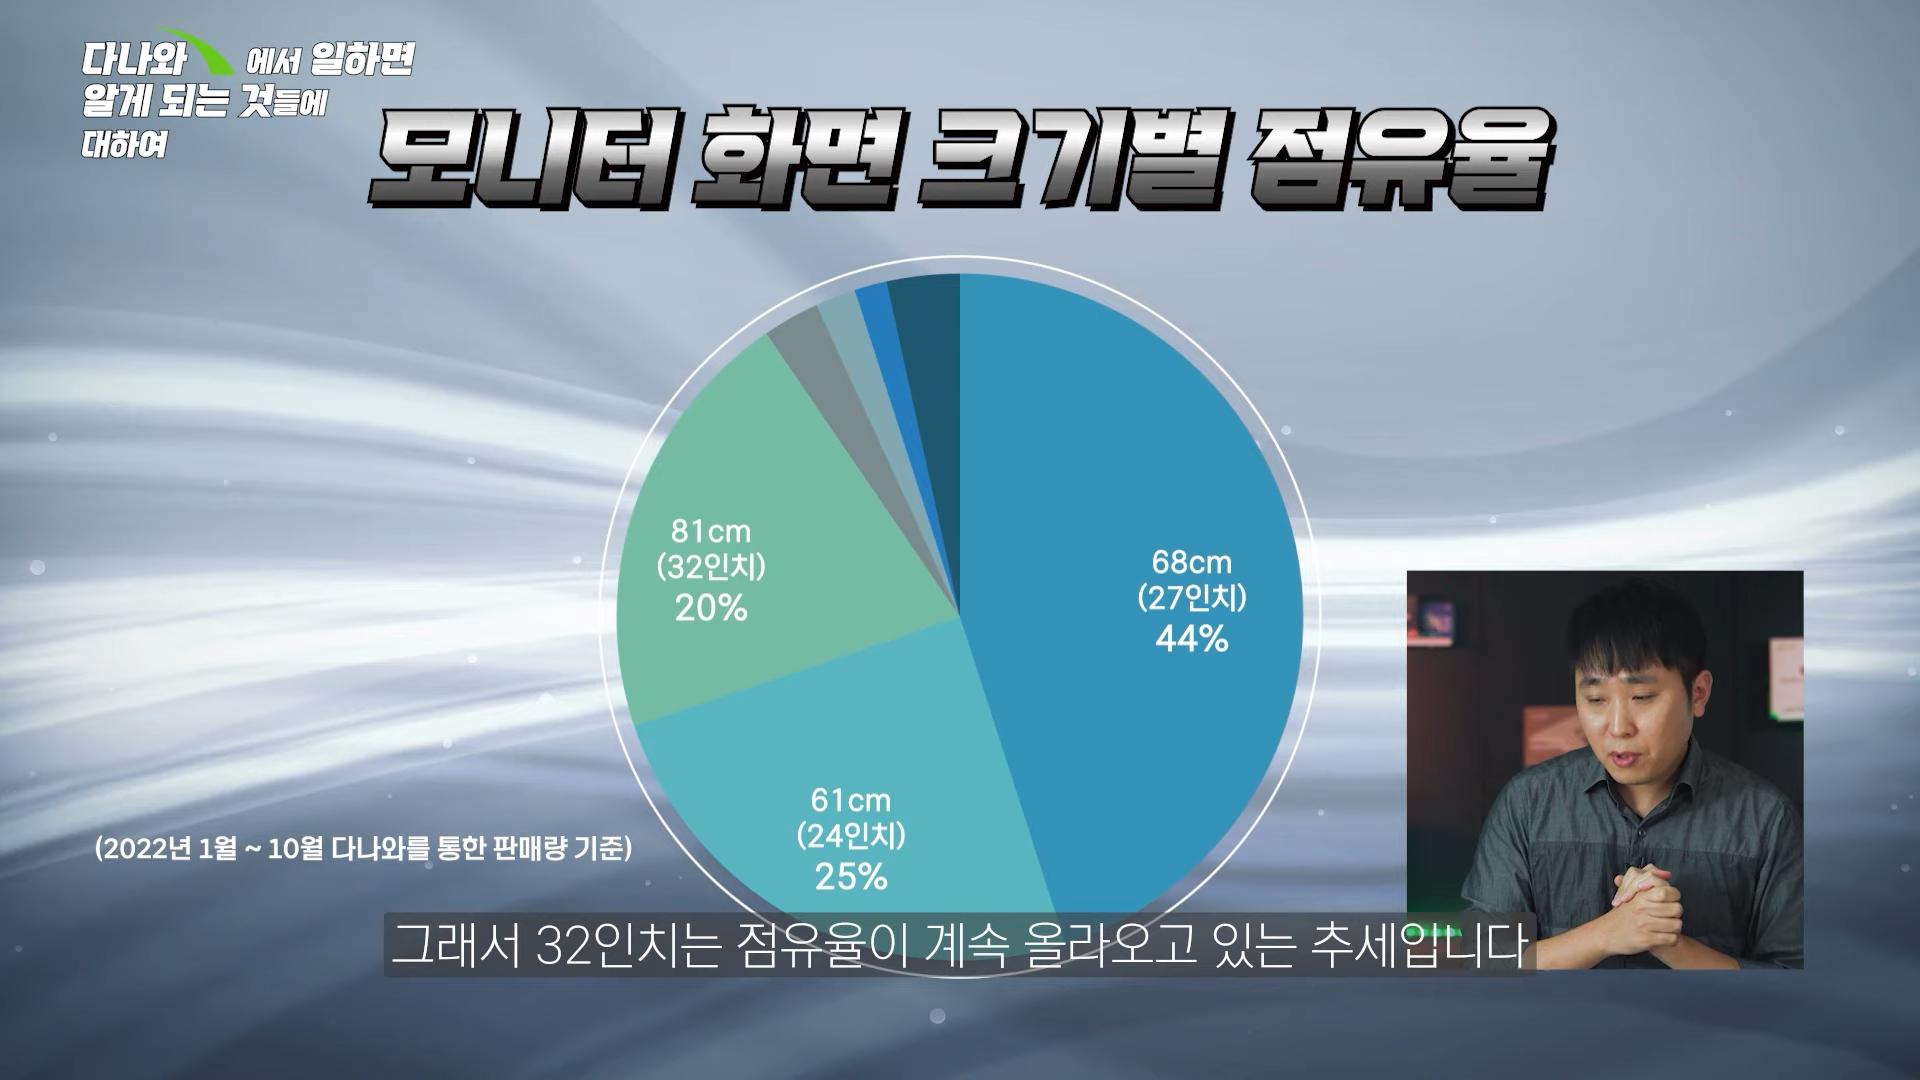 다나와 에서 일하면
알게 되는 것들에
대하여
모니터 화면 크기별 점유율
81cm
(32인치)
20%
68cm
(27인치)
44%
61cm
(24인치)
25%
(2022년 1월 ~ 10월 다나와를 통한 판매량 기준)
그래서 32인치는 점유율이 계속 올라오고 있는 추세입니다